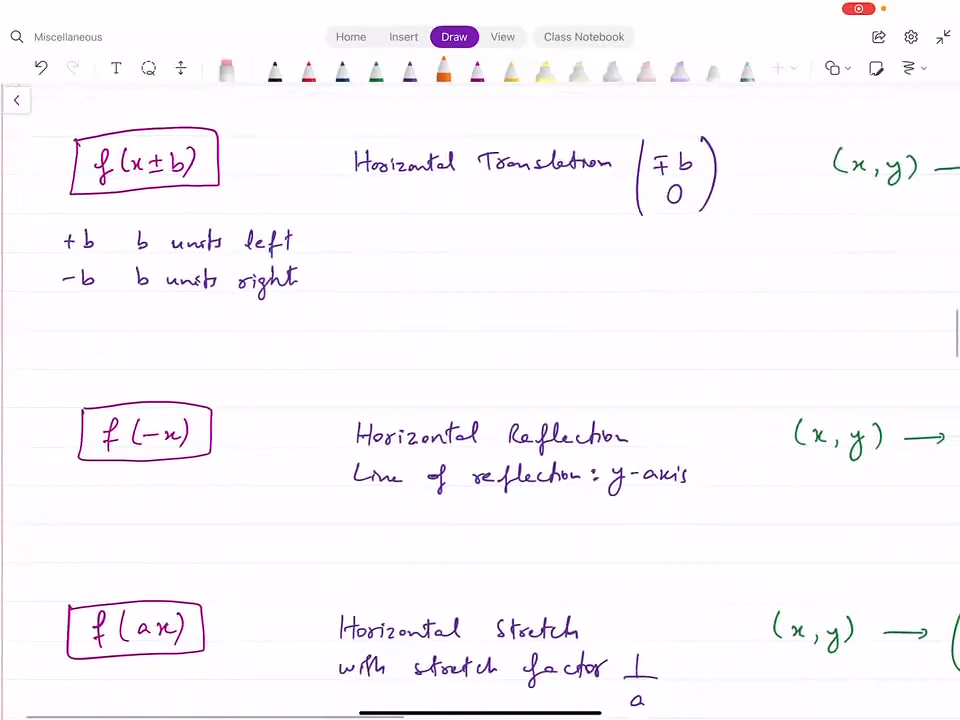 Miscellaneous
Home Insert Draw View Class Notebook
T
f(x±b) Horizontal Translation (∓b 0) (x, y) —
+b b units left
-b b units right
f(-x) Horizontal Reflection (x, y) →
Line of reflection: y-axis
f(ax) Horizontal Stretch (x, y) → (
with stretch factor 1/a